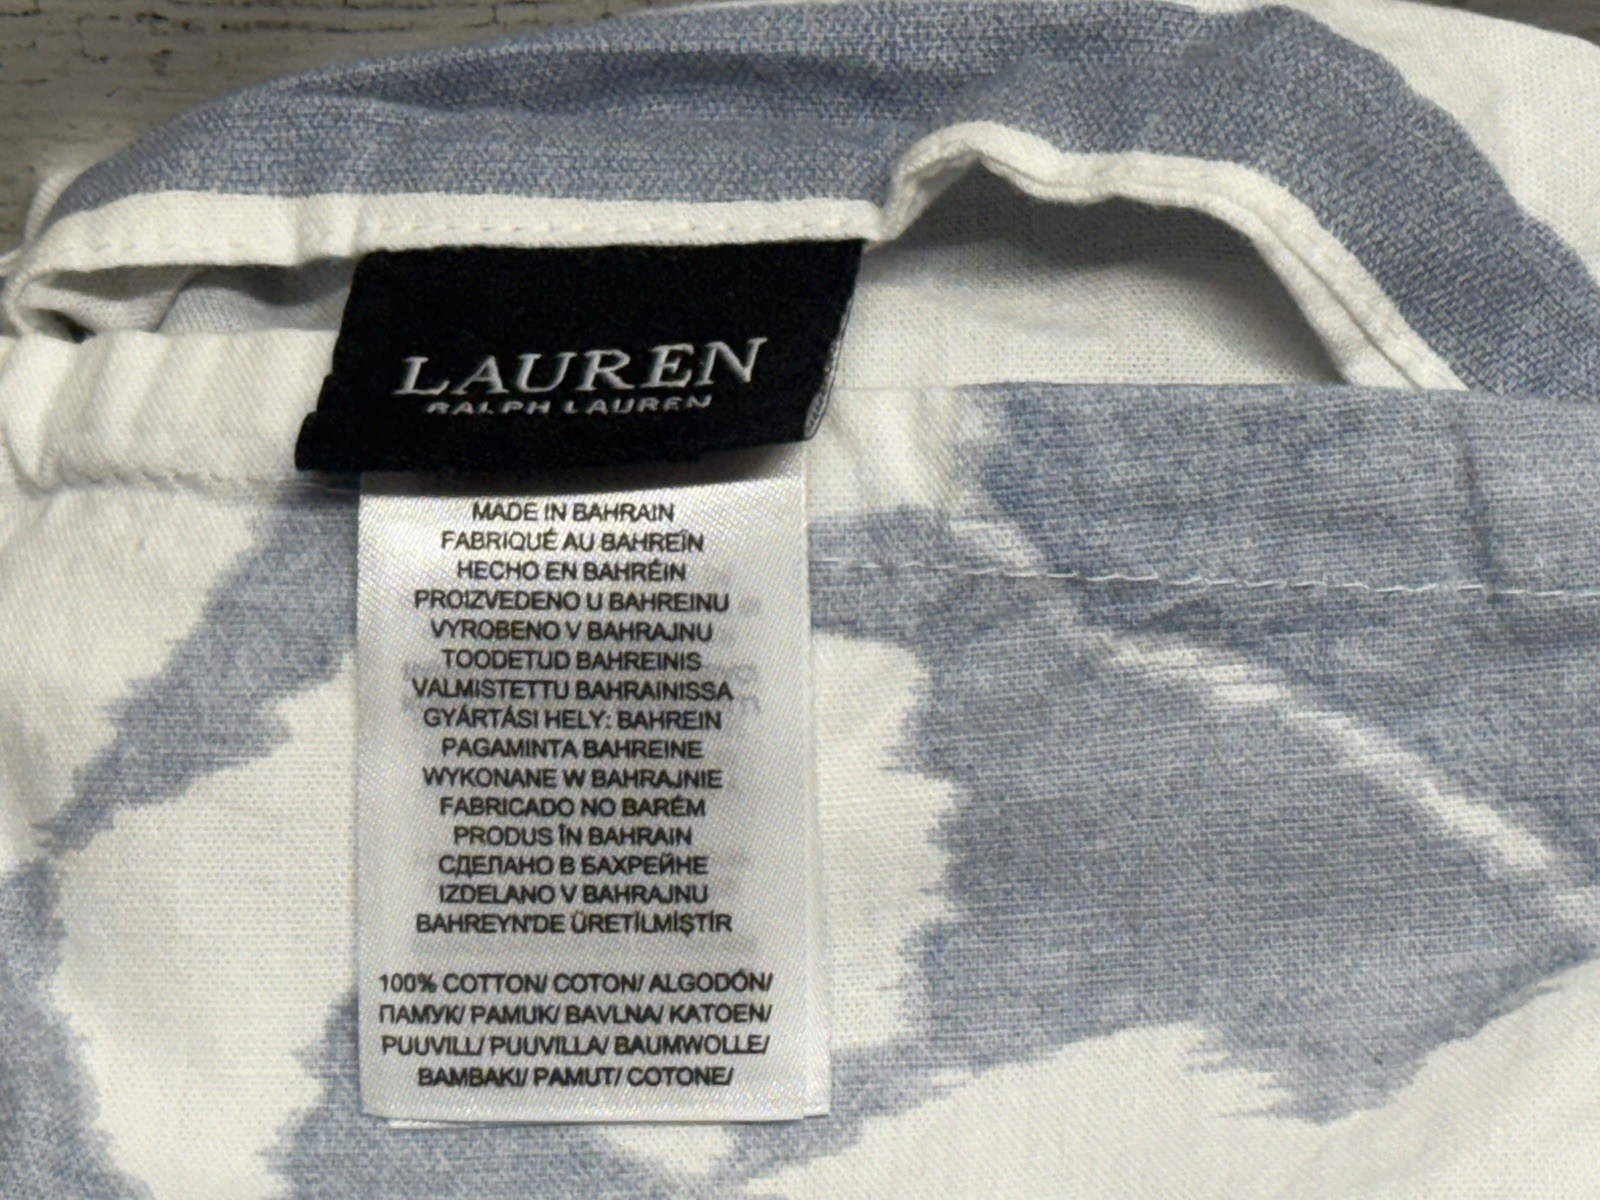 LAUREN
RALPH LAUREN
MADE IN BAHRAIN
FABRIQUÉ AU BAHREÏN
HECHO EN BAHRÉIN
PROIZVEDENO U BAHREINU
VYROBENO V BAHRAJNU
TOODETUD BAHREINIS
VALMISTETTU BAHRAINISSA
GYÁRTÁSI HELY: BAHREIN
PAGAMINTA BAHREINE
WYKONANE W BAHRAJNIE
FABRICADO NO BARÉM
PRODUS ÎN BAHRAIN
СДЕЛАНО В БАХРЕЙНЕ
IZDELANO V BAHRAJNU
BAHREYN'DE ÜRETİLMİŞTİR
100% COTTON/ COTON/ ALGODÓN/
ПАМУК/ PAMUK/ BAVLNA/ KATOEN/
PUUVILL/ PUUVILLA/ BAUMWOLLE/
BAMBAKI/ PAMUT/ COTONE/